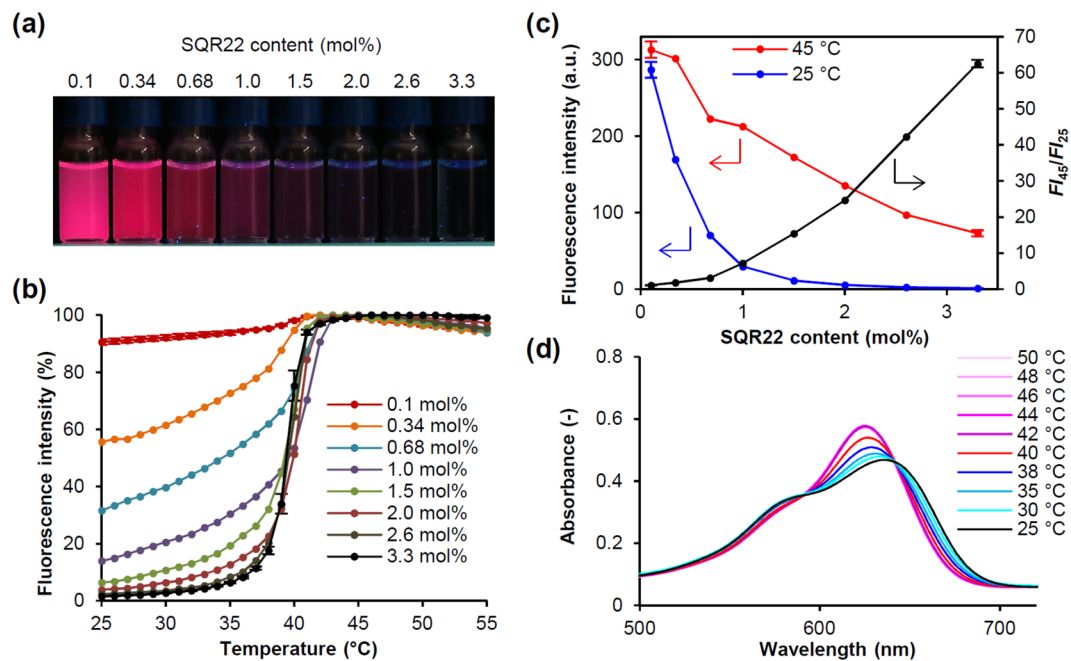 (a)
SQR22 content (mol%)
0.1 0.34 0.68 1.0 1.5 2.0 2.6 3.3
(b)
Fluorescence intensity (%)
100
80
60
40
20
0
0.1 mol%
0.34 mol%
0.68 mol%
1.0 mol%
1.5 mol%
2.0 mol%
2.6 mol%
3.3 mol%
25 30 35 40 45 50 55
Temperature (°C)
(c)
Fluorescence intensity (a.u.)
300
200
100
0
45 °C
25 °C
70
60
50
40
30
20
10
0
FI45/FI25
0 1 2 3
SQR22 content (mol%)
(d)
Absorbance (-)
0.8
0.6
0.4
0.2
0
50 °C
48 °C
46 °C
44 °C
42 °C
40 °C
38 °C
35 °C
30 °C
25 °C
500 600 700
Wavelength (nm)